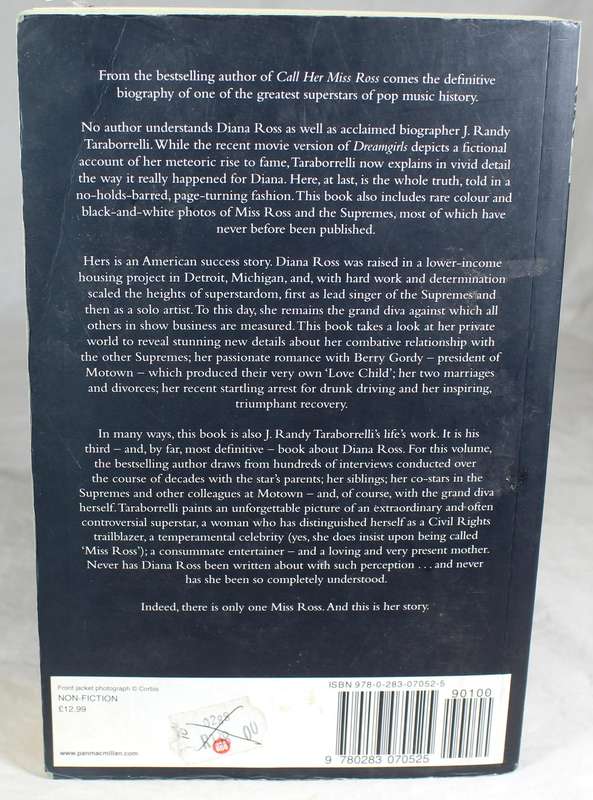 From the bestselling author of Call Her Miss Ross comes the definitive
biography of one of the greatest superstars of pop music history.
No author understands Diana Ross as well as acclaimed biographer J. Randy
Taraborrelli. While the recent movie version of Dreamgirls depicts a fictional
account of her meteoric rise to fame, Taraborrelli now explains in vivid detail
the way it really happened for Diana. Here, at last, is the whole truth, told in a
no-holds-barred, page-turning fashion. This book also includes rare colour and
black-and-white photos of Miss Ross and the Supremes, most of which have
never before been published.
Hers is an American success story. Diana Ross was raised in a lower-income
housing project in Detroit, Michigan, and, with hard work and determination
scaled the heights of superstardom, first as lead singer of the Supremes and
then as a solo artist. To this day, she remains the grand diva against which all
others in show business are measured. This book takes a look at her private
world to reveal stunning new details about her combative relationship with
the other Supremes; her passionate romance with Berry Gordy – president of
Motown – which produced their very own ‘Love Child’; her two marriages
and divorces; her recent startling arrest for drunk driving and her inspiring,
triumphant recovery.
In many ways, this book is also J. Randy Taraborrelli’s life’s work. It is his
third – and, by far, most definitive – book about Diana Ross. For this volume,
the bestselling author draws from hundreds of interviews conducted over
the course of decades with the star’s parents; her siblings; her co-stars in the
Supremes and other colleagues at Motown – and, of course, with the grand diva
herself. Taraborrelli paints an unforgettable picture of an extraordinary and often
controversial superstar, a woman who has distinguished herself as a Civil Rights
trailblazer, a temperamental celebrity (yes, she does insist upon being called
‘Miss Ross’); a consummate entertainer – and a loving and very present mother.
Never has Diana Ross been written about with such perception . . . and never
has she been so completely understood.
Indeed, there is only one Miss Ross. And this is her story.
Front jacket photograph © Corbis
NON-FICTION
£12.99
www.panmacmillan.com
ISBN 978-0-283-07052-5
90100
9 780283 070525